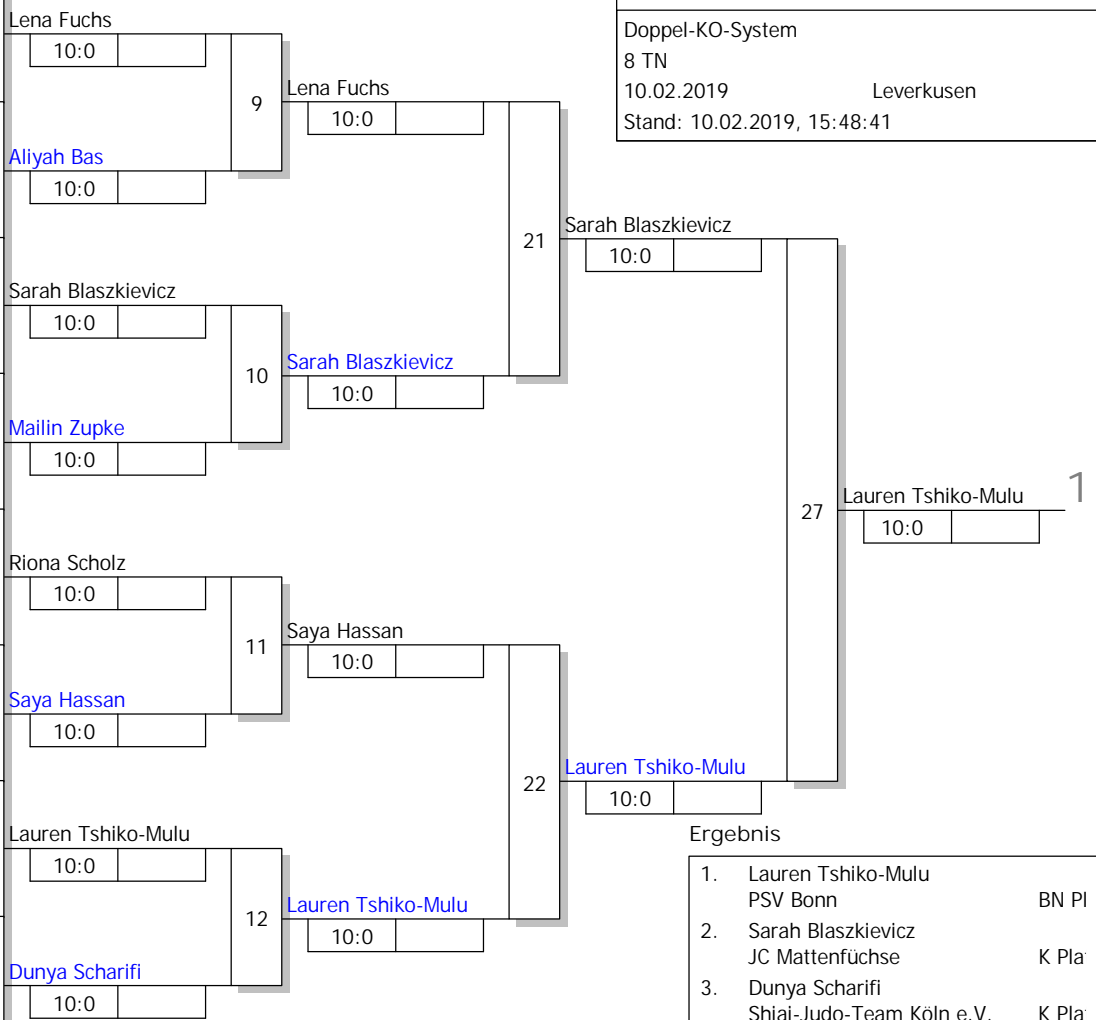 Lena Fuchs
10:0
9
Aliyah Bas
10:0
Lena Fuchs
10:0
Sarah Blaszkievicz
10:0
10
Mailin Zupke
10:0
Sarah Blaszkievicz
10:0
21
Sarah Blaszkievicz
10:0
Riona Scholz
10:0
11
Saya Hassan
10:0
Saya Hassan
10:0
Lauren Tshiko-Mulu
10:0
12
Dunya Scharifi
10:0
Lauren Tshiko-Mulu
10:0
22
Lauren Tshiko-Mulu
10:0
27
Lauren Tshiko-Mulu
10:0
1
Doppel-KO-System
8 TN
10.02.2019 Leverkusen
Stand: 10.02.2019, 15:48:41
Ergebnis
1. Lauren Tshiko-Mulu
PSV Bonn BN
2. Sarah Blaszkievicz
JC Mattenfüchse K
3. Dunya Scharifi
Shiai-Judo-Team Köln e.V. K